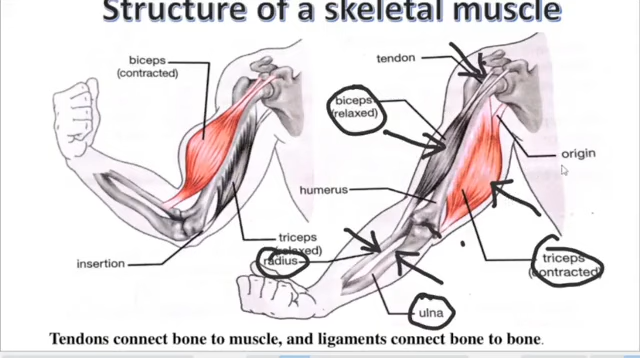 Structure of a skeletal muscle
biceps
(contracted)
tendon
biceps
(relaxed)
origin
humerus
triceps
(relaxed)
radius
insertion
triceps
(contracted)
ulna
Tendons connect bone to muscle, and ligaments connect bone to bone.